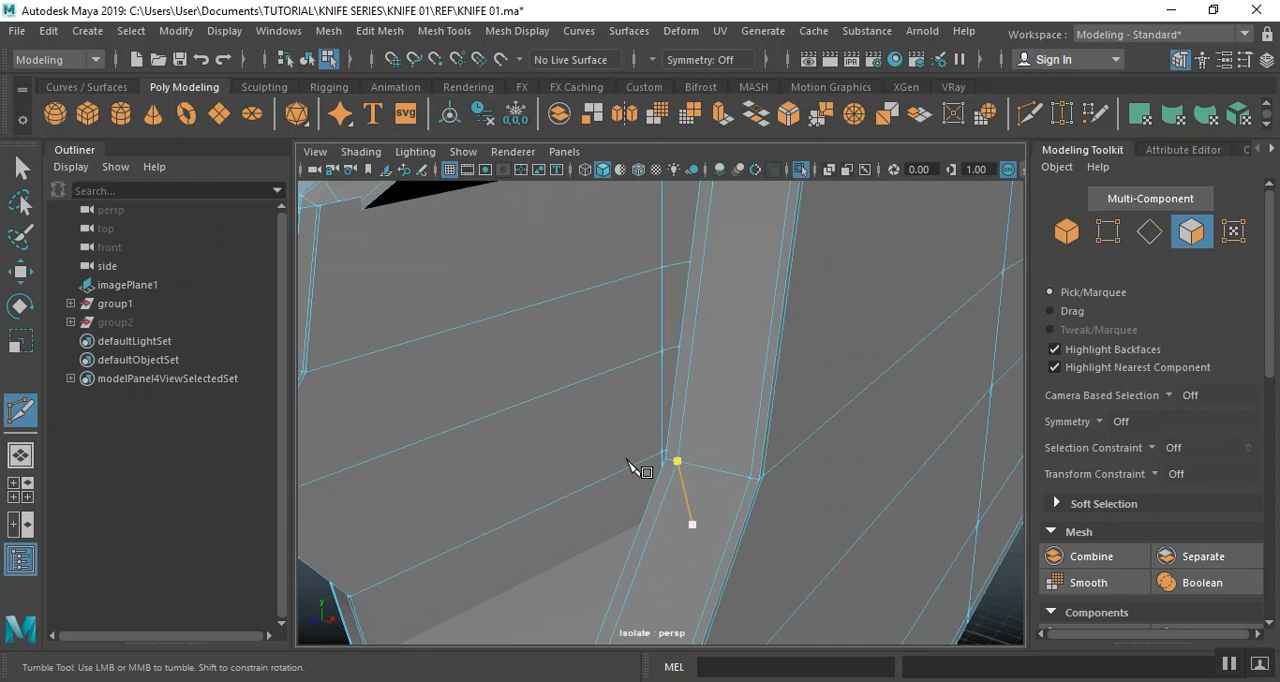 Autodesk Maya 2019: C:\Users\User\Documents\TUTORIAL\KNIFE SERIES\KNIFE 01\REF\KNIFE 01.ma*
File Edit Create Select Modify Display Windows Mesh Edit Mesh Mesh Tools Mesh Display Curves Surfaces Deform UV Generate Cache Substance Arnold Help Workspace : Modeling - Standard*
Modeling No Live Surface Symmetry: Off Sign In
Curves / Surfaces Poly Modeling Sculpting Rigging Animation Rendering FX FX Caching Custom Bifrost MASH Motion Graphics XGen VRay
T SVG 0,0,0
Outliner
Display Show Help
Search...
persp
top
front
side
imagePlane1
group1
group2
defaultLightSet
defaultObjectSet
modelPanel4ViewSelectedSet
View Shading Lighting Show Renderer Panels
0.00 1.00
y
Isolate : persp
Modeling Toolkit Attribute Editor C
Object Help
Multi-Component
Pick/Marquee
Drag
Tweak/Marquee
Highlight Backfaces
Highlight Nearest Component
Camera Based Selection Off
Symmetry Off
Selection Constraint Off 0
Transform Constraint Off
Soft Selection
Mesh
Combine Separate
Smooth Boolean
Components
Tumble Tool: Use LMB or MMB to tumble. Shift to constrain rotation.
MEL